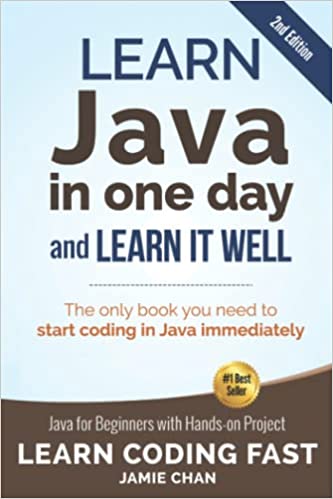 2nd Edition
LEARN
Java
in one day
and LEARN IT WELL
The only book you need to
start coding in Java immediately
#1 Best
Seller
Java for Beginners with Hands-on Project
LEARN CODING FAST
JAMIE CHAN